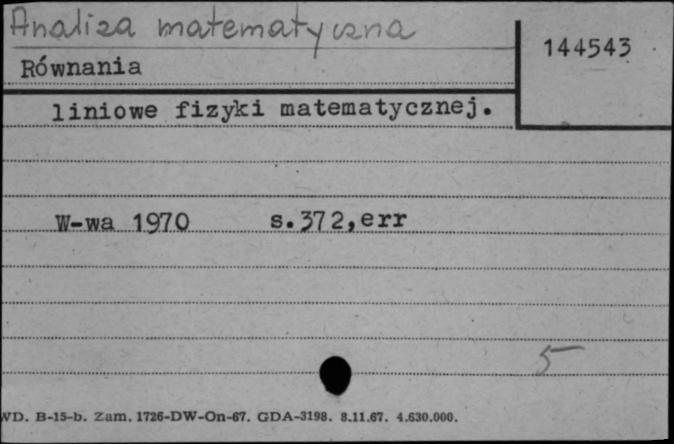 Analiza matematyczna
144543
Równania
liniowe fizyki matematycznej.
W-wa 1970 s.372,err
5
WD. B-15-b. Zam. 1726-DW-On-67. GDA-3198. 8.11.67. 4.630.000.